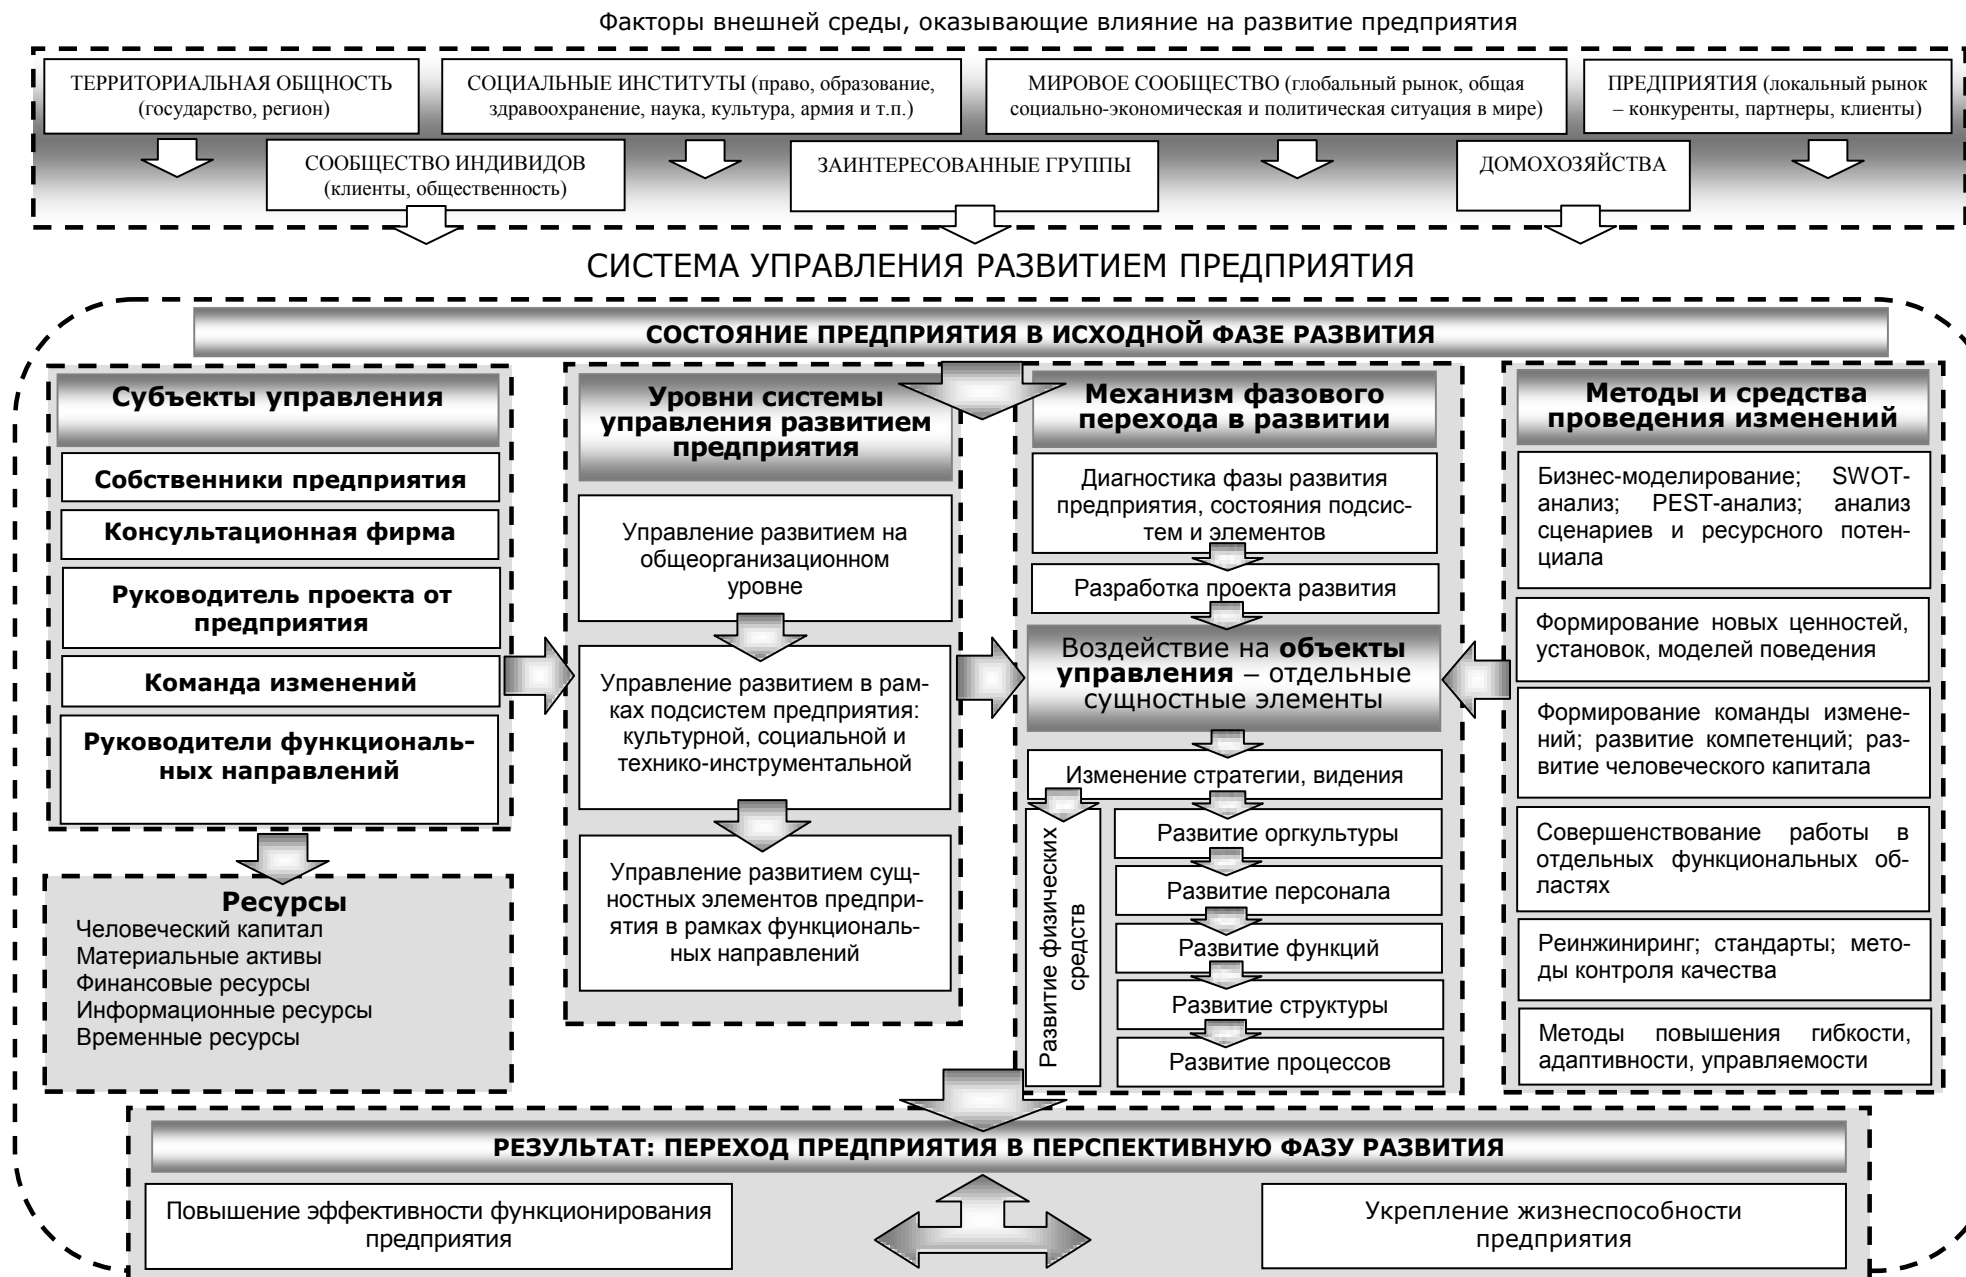 Факторы внешней среды, оказывающие влияние на развитие предприятия
ТЕРРИТОРИАЛЬНАЯ ОБЩНОСТЬ
(государство, регион)
СОЦИАЛЬНЫЕ ИНСТИТУТЫ (право, образование,
здравоохранение, наука, культура, армия и т.п.)
МИРОВОЕ СООБЩЕСТВО (глобальный рынок, общая
социально-экономическая и политическая ситуация в мире)
ПРЕДПРИЯТИЯ (локальный рынок
– конкуренты, партнеры, клиенты)
СООБЩЕСТВО ИНДИВИДОВ
(клиенты, общественность)
ЗАИНТЕРЕСОВАННЫЕ ГРУППЫ
ДОМОХОЗЯЙСТВА
СИСТЕМА УПРАВЛЕНИЯ РАЗВИТИЕМ ПРЕДПРИЯТИЯ
СОСТОЯНИЕ ПРЕДПРИЯТИЯ В ИСХОДНОЙ ФАЗЕ РАЗВИТИЯ
Субъекты управления
Собственники предприятия
Консультационная фирма
Руководитель проекта от
предприятия
Команда изменений
Руководители функциональ-
ных направлений
Ресурсы
Человеческий капитал
Материальные активы
Финансовые ресурсы
Информационные ресурсы
Временные ресурсы
Уровни системы
управления развитием
предприятия
Управление развитием на
общеорганизационном
уровне
Управление развитием в рам-
ках подсистем предприятия:
культурной, социальной и
технико-инструментальной
Управление развитием сущ-
ностных элементов предпри-
ятия в рамках функциональ-
ных направлений
Механизм фазового
перехода в развитии
Диагностика фазы развития
предприятия, состояния подсис-
тем и элементов
Разработка проекта развития
Воздействие на объекты
управления – отдельные
сущностные элементы
Изменение стратегии, видения
Развитие физических
средств
Развитие оргкультуры
Развитие персонала
Развитие функций
Развитие структуры
Развитие процессов
Методы и средства
проведения изменений
Бизнес-моделирование; SWOT-
анализ; PEST-анализ; анализ
сценариев и ресурсного потен-
циала
Формирование новых ценностей,
установок, моделей поведения
Формирование команды измене-
ний; развитие компетенций; раз-
витие человеческого капитала
Совершенствование работы в
отдельных функциональных об-
ластях
Реинжиниринг; стандарты; мето-
ды контроля качества
Методы повышения гибкости,
адаптивности, управляемости
РЕЗУЛЬТАТ: ПЕРЕХОД ПРЕДПРИЯТИЯ В ПЕРСПЕКТИВНУЮ ФАЗУ РАЗВИТИЯ
Повышение эффективности функционирования
предприятия
Укрепление жизнеспособности
предприятия